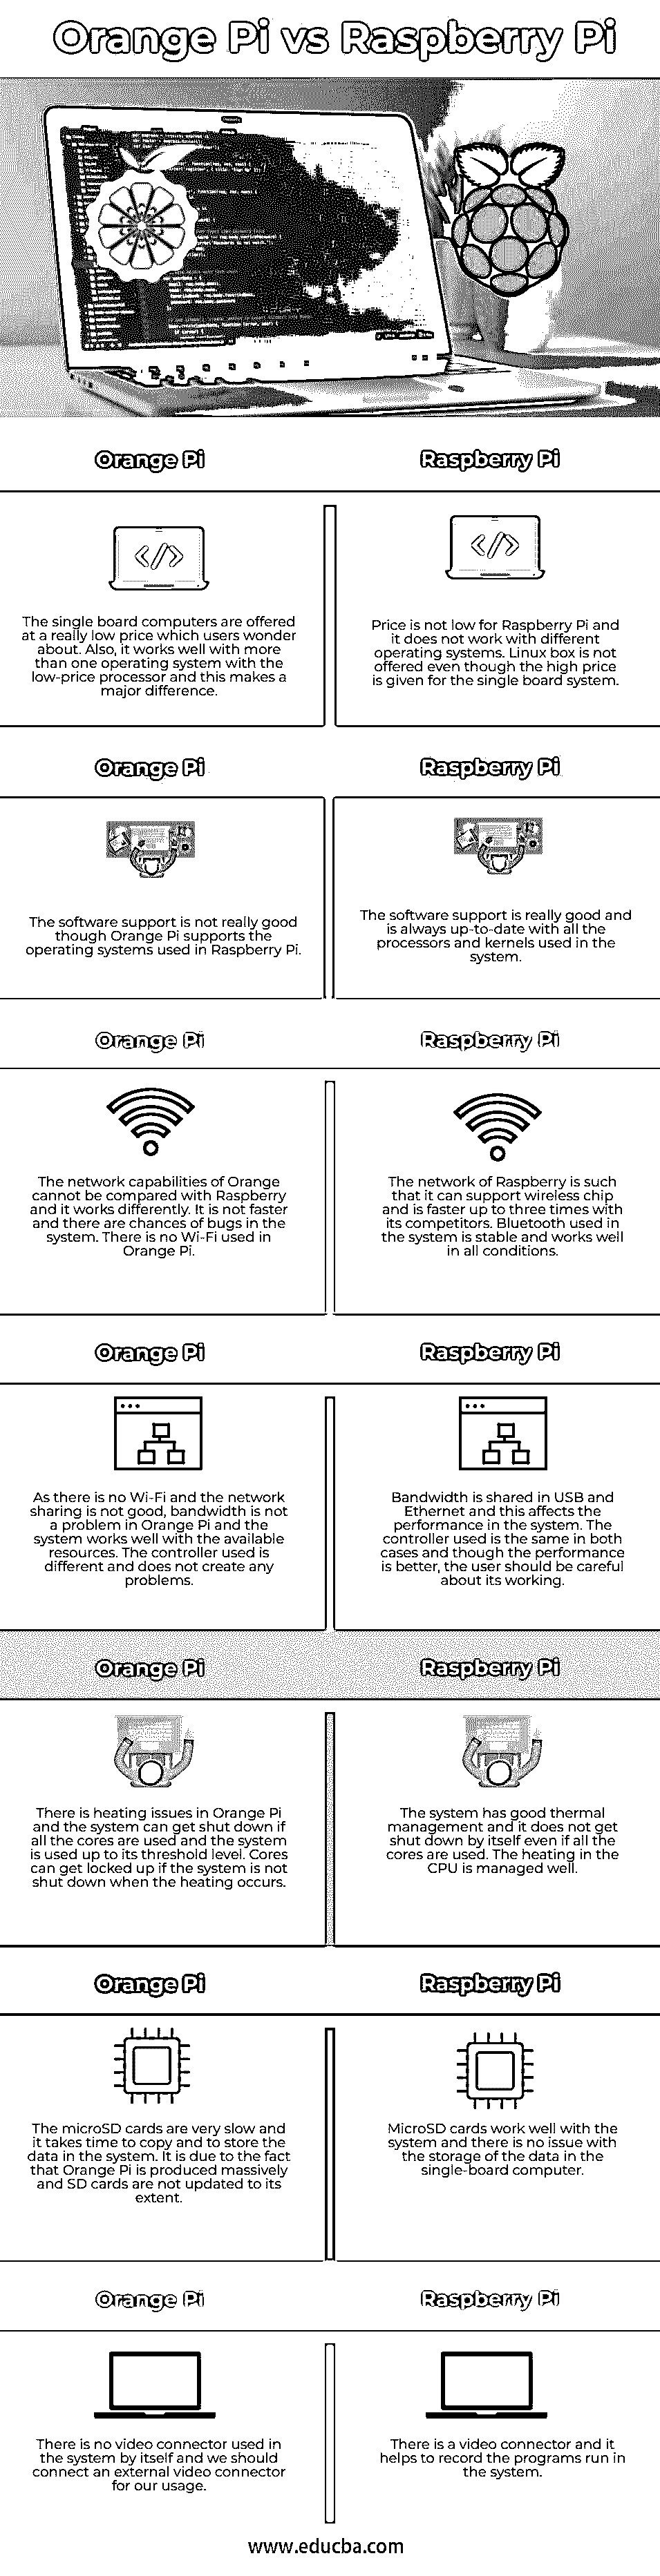 Orange Pi vs Raspberry Pi
Orange Pi
Raspberry Pi
The single board computers are offered
at a really low price which users wonder
about. Also, it works well with more
than one operating system with the
low-price processor and this makes a
major difference.
Price is not low for Raspberry Pi and
it does not work with different
operating systems. Linux box is not
offered even though the high price
is given for the single board system.
Orange Pi
Raspberry Pi
The software support is not really good
though Orange Pi supports the
operating systems used in Raspberry Pi.
The software support is really good and
is always up-to-date with all the
processors and kernels used in the
system.
Orange Pi
Raspberry Pi
The network capabilities of Orange
cannot be compared with Raspberry
and it works differently. It is not faster
and there are chances of bugs in the
system. There is no Wi-Fi used in
Orange Pi.
The network of Raspberry is such
that it can support wireless chip
and is faster up to three times with
its competitors. Bluetooth used in
the system is stable and works well
in all conditions.
Orange Pi
Raspberry Pi
As there is no Wi-Fi and the network
sharing is not good, bandwidth is not
a problem in Orange Pi and the
system works well with the available
resources. The controller used is
different and does not create any
problems.
Bandwidth is shared in USB and
Ethernet and this affects the
performance in the system. The
controller used is the same in both
cases and though the performance
is better, the user should be careful
about its working.
Orange Pi
Raspberry Pi
There is heating issues in Orange Pi
and the system can get shut down if
all the cores are used and the system
is used up to its threshold level. Cores
can get locked up if the system is not
shut down when the heating occurs.
The system has good thermal
management and it does not get
shut down by itself even if all the
cores are used. The heating in the
CPU is managed well.
Orange Pi
Raspberry Pi
The microSD cards are very slow and
it takes time to copy and to store the
data in the system. It is due to the fact
that Orange Pi is produced massively
and SD cards are not updated to its
extent.
MicroSD cards work well with the
system and there is no issue with
the storage of the data in the
single-board computer.
Orange Pi
Raspberry Pi
There is no video connector used in
the system by itself and we should
connect an external video connector
for our usage.
There is a video connector and it
helps to record the programs run in
the system.
www.educba.com